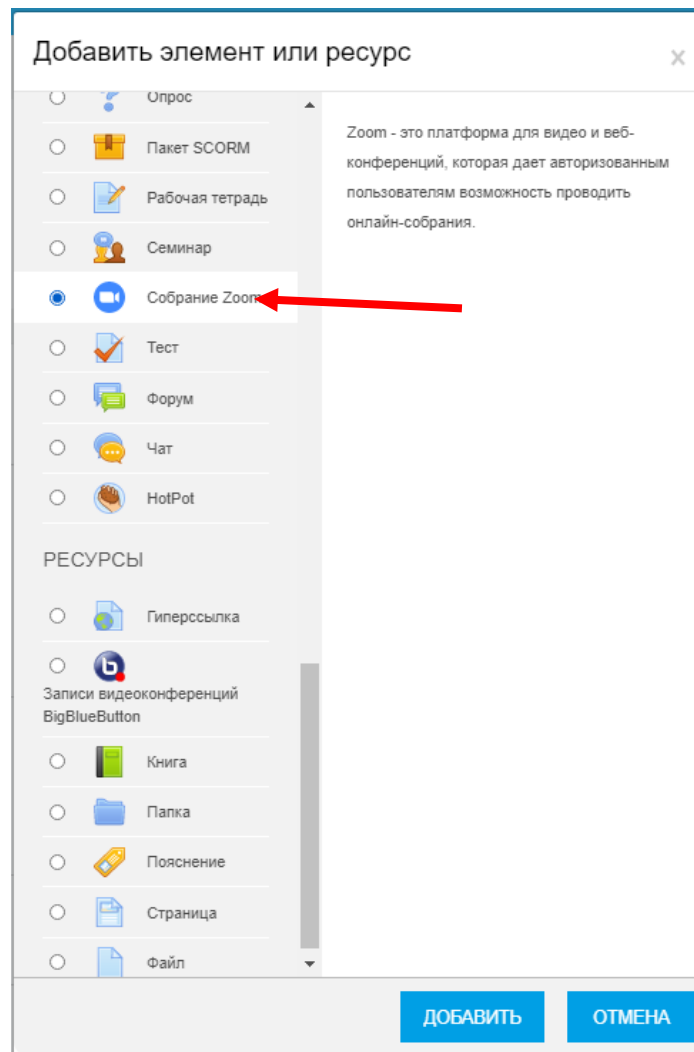 Добавить элемент или ресурс
×
Опрос
Пакет SCORM
Рабочая тетрадь
Семинар
Собрание Zoom
Тест
Форум
Чат
HotPot
РЕСУРСЫ
Гиперссылка
Записи видеоконференций
BigBlueButton
Книга
Папка
Пояснение
Страница
Файл
Zoom - это платформа для видео и веб-
конференций, которая дает авторизованным
пользователям возможность проводить
онлайн-собрания.
ДОБАВИТЬ
ОТМЕНА